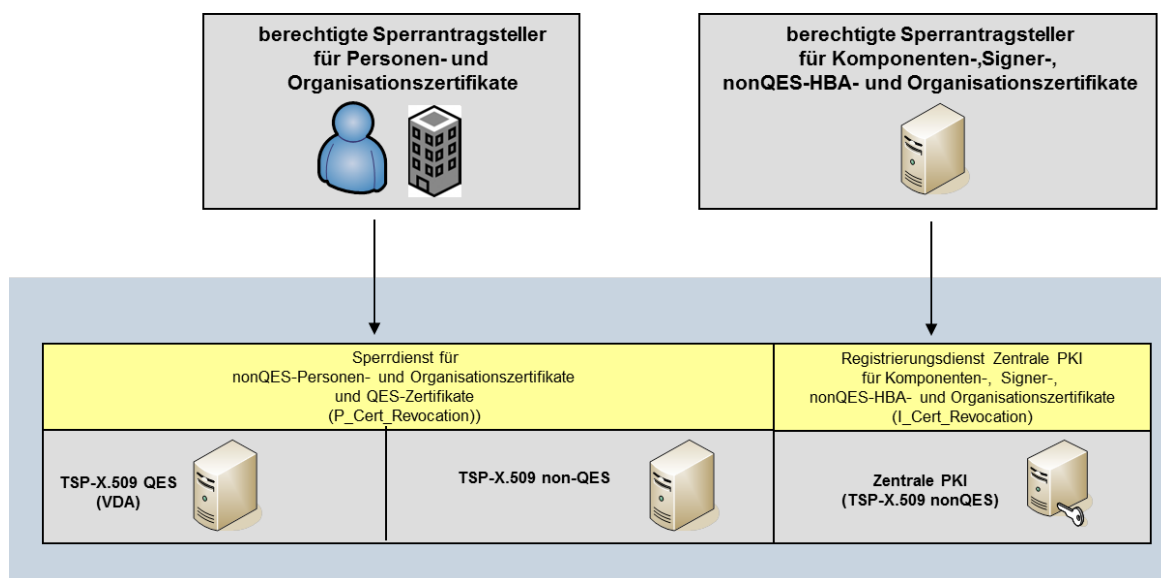 berechtigte Sperrantragsteller
für Personen- und
Organisationszertifikate
berechtigte Sperrantragsteller
für Komponenten-,Signer-,
nonQES-HBA- und Organisationszertifikate
Sperrdienst für
nonQES-Personen- und Organisationszertifikate
und QES-Zertifikate
(P_Cert_Revocation))
Registrierungsdienst Zentrale PKI
für Komponenten-, Signer-,
nonQES-HBA- und Organisationszertifikate
(I_Cert_Revocation)
TSP-X.509 QES
(VDA)
TSP-X.509 non-QES
Zentrale PKI
(TSP-X.509 nonQES)